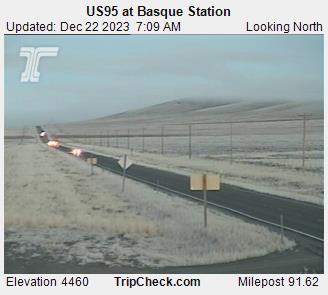 US95 at Basque Station
Updated: Dec 22 2023 7:09 AM Looking North
Elevation 4460 TripCheck.com Milepost 91.62